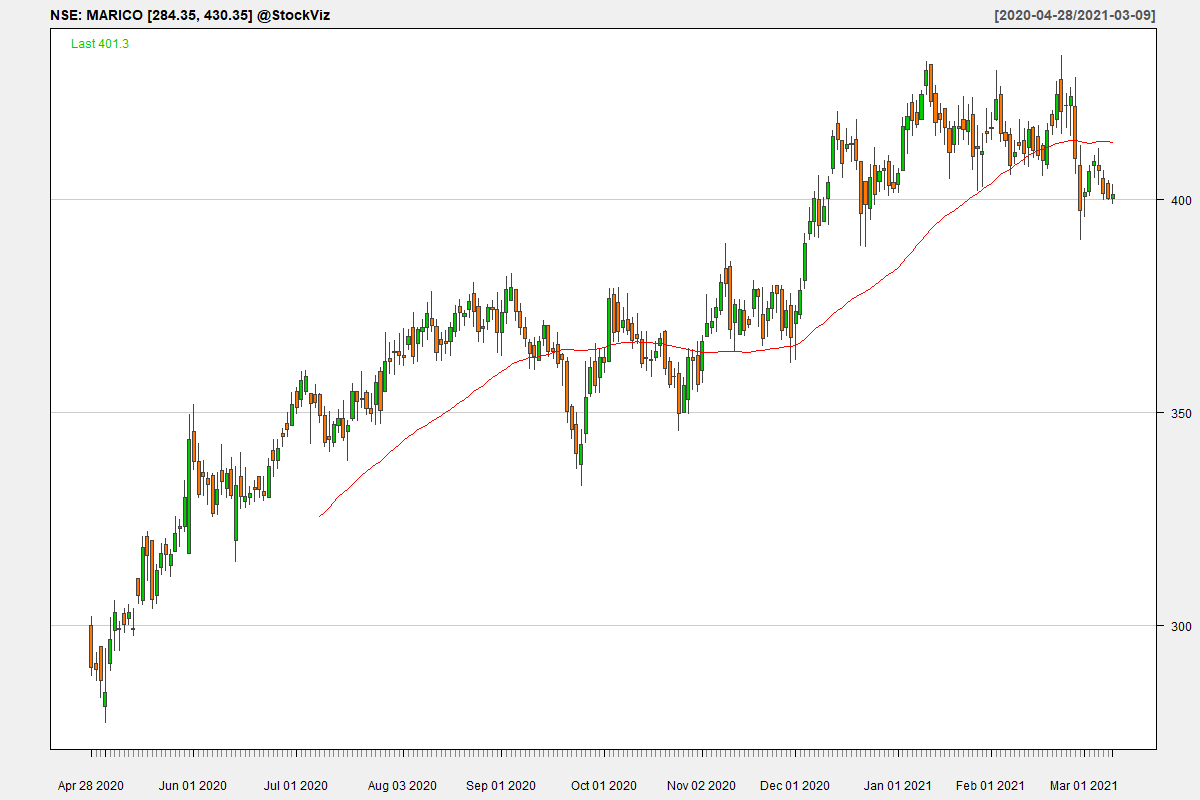 NSE: MARICO [284.35, 430.35] @StockViz
[2020-04-28/2021-03-09]
Last 401.3
400
350
300
Apr 28 2020 Jun 01 2020 Jul 01 2020 Aug 03 2020 Sep 01 2020 Oct 01 2020 Nov 02 2020 Dec 01 2020 Jan 01 2021 Feb 01 2021 Mar 01 2021